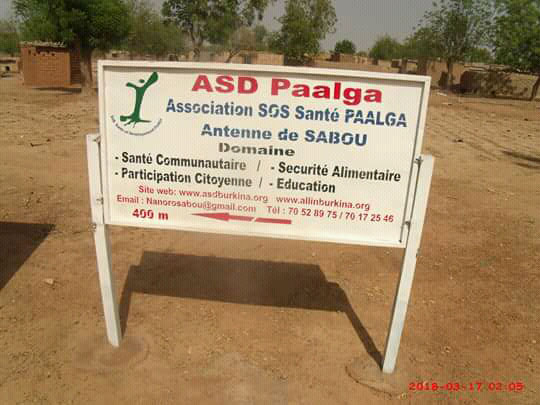 ASD Paalga
Association SOS Santé PAALGA
Antenne de SABOU
Domaine
- Santé Communautaire / - Securité Alimentaire
- Participation Citoyenne / - Education
Site web: www.asdburkina.org www.allinburkina.org
Email : Nanorosabou@gmail.com Tél : 70 52 89 75 / 70 17 25 46
400 m
2018-03-17 02:05